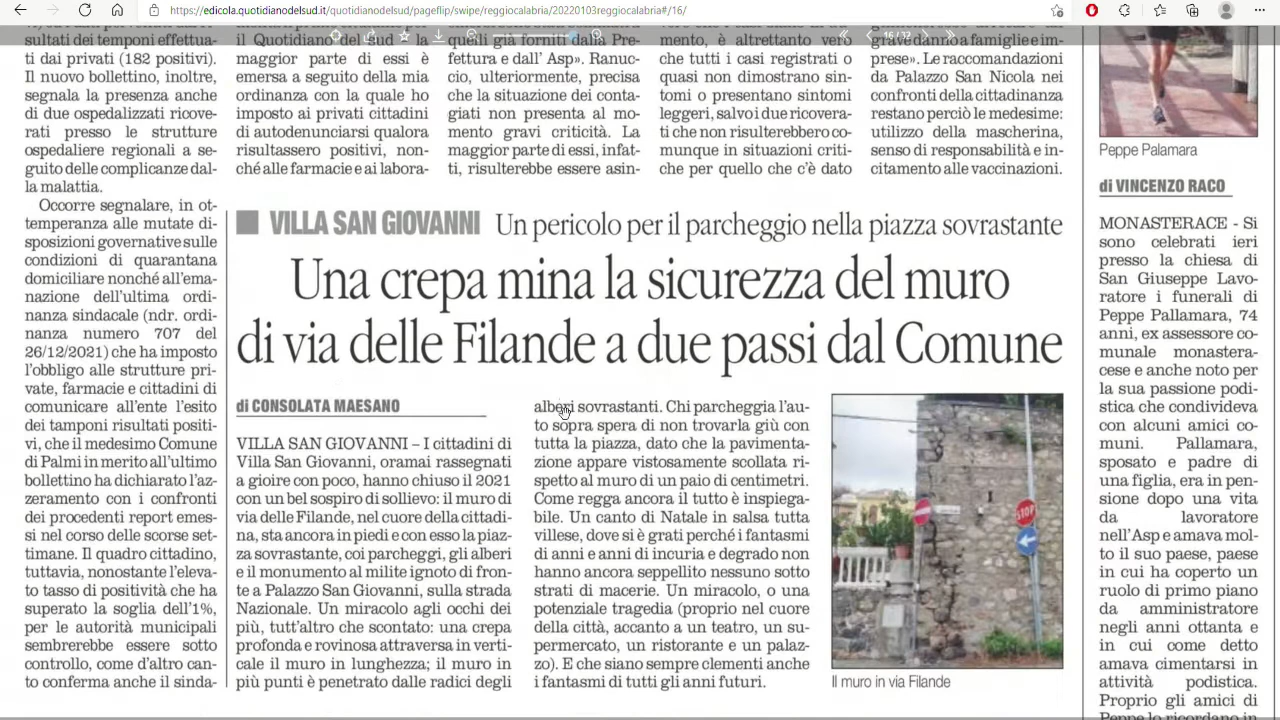 https://edicola.quotidianodelsud.it/quotidianodelsud/pageflip/swipe/reggiocalabria/20220103reggiocalabria#/16/
16 / 32
ti dai privati (182 positivi).
Il nuovo bollettino, inoltre,
segnala la presenza anche
di due ospedalizzati ricove-
rati presso le strutture
ospedaliere regionali a se-
guito delle complicanze dal-
la malattia.
Occorre segnalare, in ot-
temperanza alle mutate di-
sposizioni governative sulle
condizioni di quarantana
domiciliare nonché all'ema-
nazione dell'ultima ordi-
nanza sindacale (ndr. ordi-
nanza numero 707 del
26/12/2021) che ha imposto
l'obbligo alle strutture pri-
vate, farmacie e cittadini di
comunicare all'ente l'esito
dei tamponi risultati positi-
vi, che il medesimo Comune
di Palmi in merito all'ultimo
bollettino ha dichiarato l'az-
zeramento con i confronti
dei procedenti report emes-
si nel corso delle scorse set-
timane. Il quadro cittadino,
tuttavia, nonostante l'eleva-
to tasso di positività che ha
superato la soglia dell'1%,
per le autorità municipali
sembrerebbe essere sotto
controllo, come d'altro can-
to conferma anche il sinda-
il Quotidiano del sud la
maggior parte di essi è
emersa a seguito della mia
ordinanza con la quale ho
imposto ai privati cittadini
di autodenunciarsi qualora
risultassero positivi, non-
ché alle farmacie e ai labora-
quelli già forniti dalla Pre-
fettura e dall' Asp». Ranuc-
cio, ulteriormente, precisa
che la situazione dei conta-
giati non presenta al mo-
mento gravi criticità. La
maggior parte di essi, infat-
ti, risulterebbe essere asin-
mento, è altrettanto vero
che tutti i casi registrati o
quasi non dimostrano sin-
tomi o presentano sintomi
leggeri, salvo i due ricovera-
ti che non risulterebbero co-
munque in situazioni criti-
che per quello che c'è dato
grave danno a famiglie e im-
prese». Le raccomandazioni
da Palazzo San Nicola nei
confronti della cittadinanza
restano perciò le medesime:
utilizzo della mascherina,
senso di responsabilità e in-
citamento alle vaccinazioni.
VILLA SAN GIOVANNI Un pericolo per il parcheggio nella piazza sovrastante
Una crepa mina la sicurezza del muro
di via delle Filande a due passi dal Comune
di CONSOLATA MAESANO
VILLA SAN GIOVANNI – I cittadini di
Villa San Giovanni, oramai rassegnati
a gioire con poco, hanno chiuso il 2021
con un bel sospiro di sollievo: il muro di
via delle Filande, nel cuore della cittadi-
na, sta ancora in piedi e con esso la piaz-
za sovrastante, coi parcheggi, gli alberi
e il monumento al milite ignoto di fron-
te a Palazzo San Giovanni, sulla strada
Nazionale. Un miracolo agli occhi dei
più, tutt'altro che scontato: una crepa
profonda e rovinosa attraversa in verti-
cale il muro in lunghezza; il muro in
più punti è penetrato dalle radici degli
alberi sovrastanti. Chi parcheggia l'au-
to sopra spera di non trovarla giù con
tutta la piazza, dato che la pavimenta-
zione appare vistosamente scollata ri-
spetto al muro di un paio di centimetri.
Come regga ancora il tutto è inspiega-
bile. Un canto di Natale in salsa tutta
villese, dove si è grati perché i fantasmi
di anni e anni di incuria e degrado non
hanno ancora seppellito nessuno sotto
strati di macerie. Un miracolo, o una
potenziale tragedia (proprio nel cuore
della città, accanto a un teatro, un su-
permercato, un ristorante e un palaz-
zo). E che siano sempre clementi anche
i fantasmi di tutti gli anni futuri.
STOP
Il muro in via Filande
Peppe Palamara
di VINCENZO RACO
MONASTERACE - Si
sono celebrati ieri
presso la chiesa di
San Giuseppe Lavo-
ratore i funerali di
Peppe Pallamara, 74
anni, ex assessore co-
munale monastera-
cese e anche noto per
la sua passione podi-
stica che condivideva
con alcuni amici co-
muni. Pallamara,
sposato e padre di
una figlia, era in pen-
sione dopo una vita
da lavoratore
nell'Asp e amava mol-
to il suo paese, paese
in cui ha coperto un
ruolo di primo piano
da amministratore
negli anni ottanta e
in cui come detto
amava cimentarsi in
attività podistica.
Proprio gli amici di
Peppe lo ricordano in